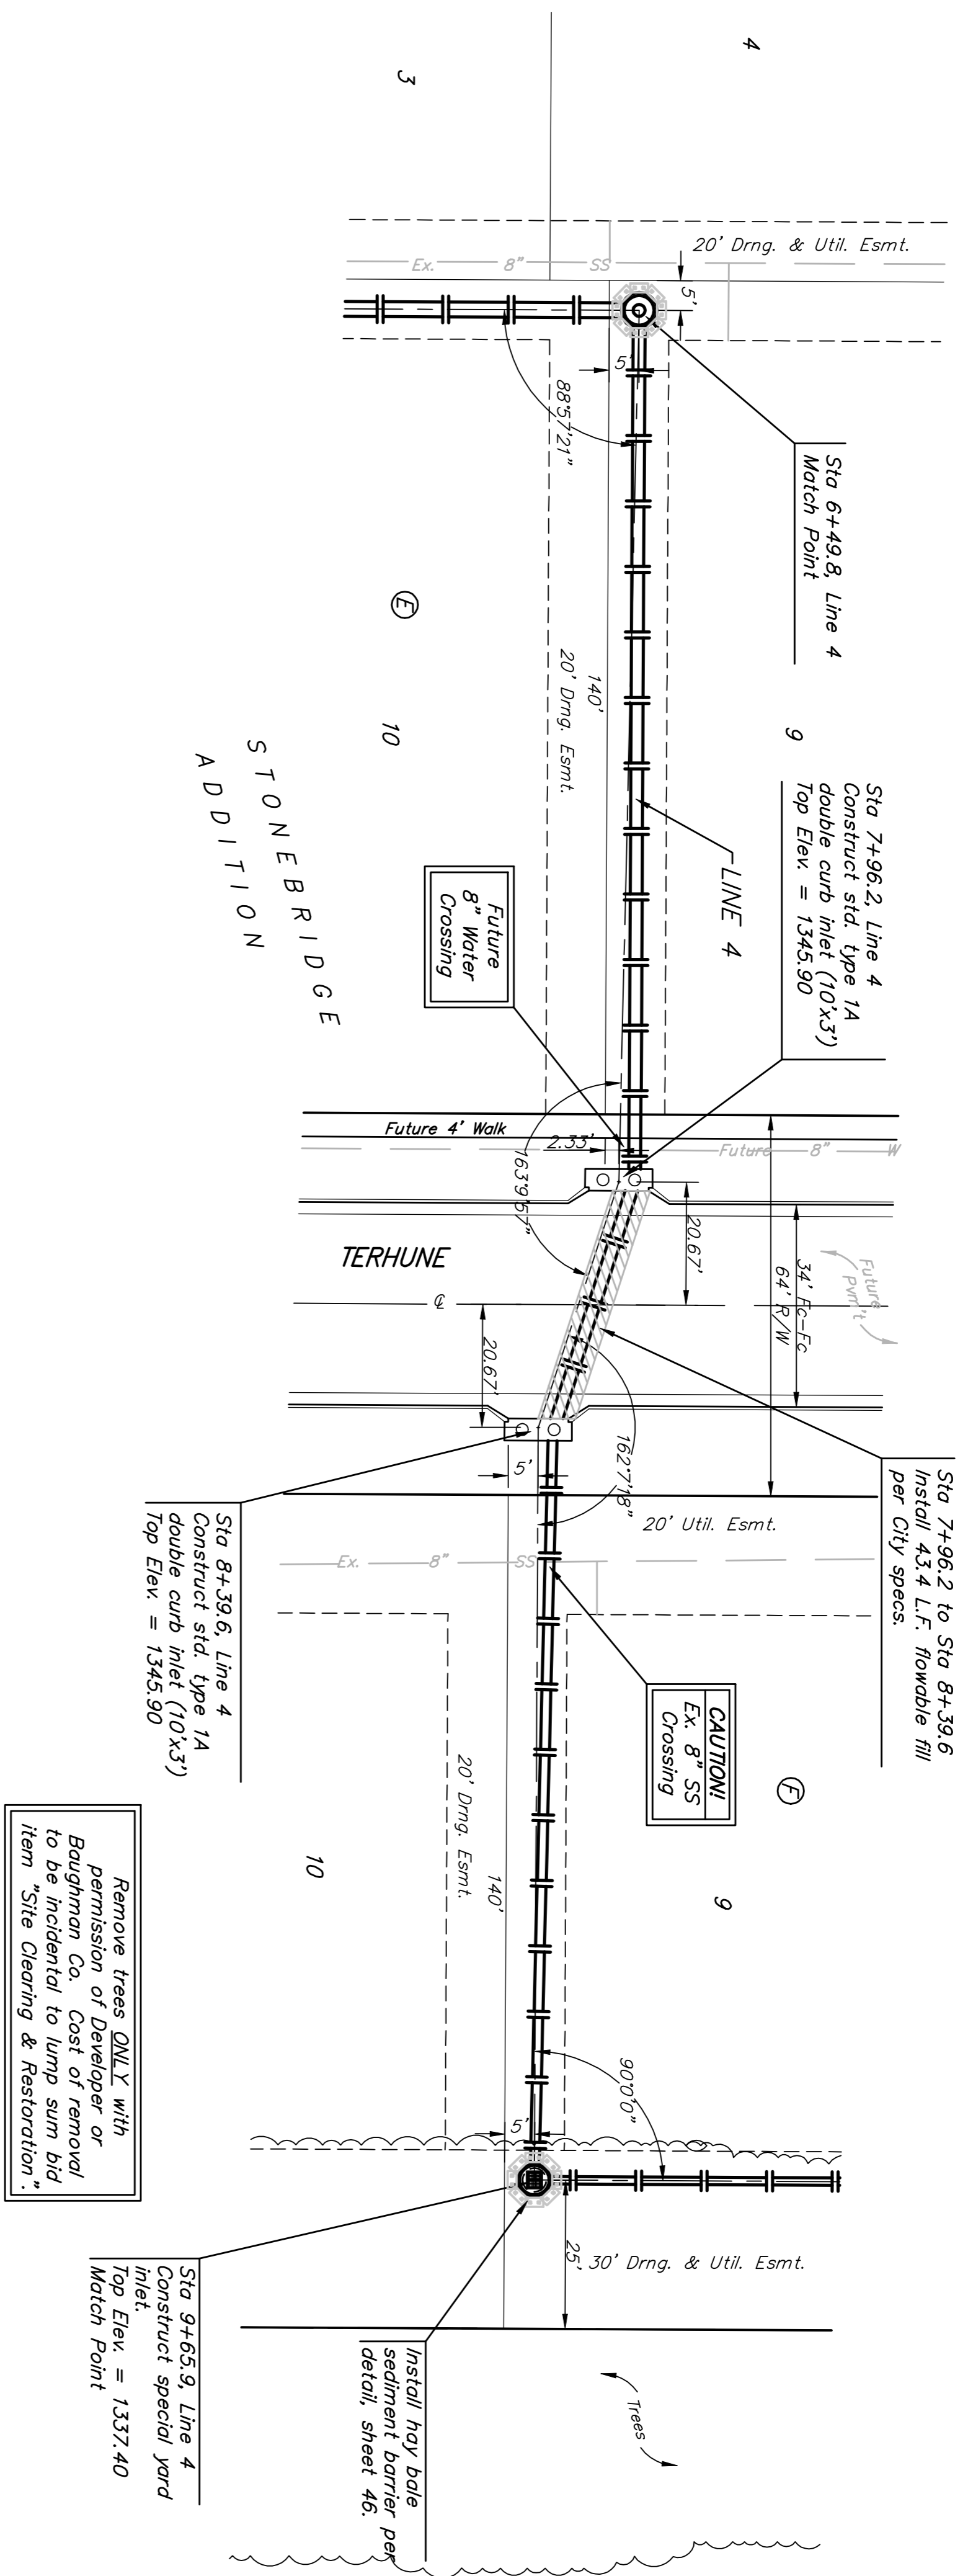 4
3
20' Drng. & Util. Esmt.
Ex. 8" SS
5'
5'
88°57'21"
Sta 6+49.8, Line 4
Match Point
E
10
9
140'
20' Drng. Esmt.
STONEBRIDGE
ADDITION
LINE 4
Sta 7+96.2, Line 4
Construct std. type 1A
double curb inlet (10'x3')
Top Elev. = 1345.90
Future
8" Water
Crossing
Future 4' Walk
2.33'
Future 8" W
163°9'57"
20.67'
TERHUNE
℄
34' Fc-Fc
64' R/W
Future
Pvm't
20.67'
162°7'18"
5'
Sta 7+96.2 to Sta 8+39.6
Install 43.4 L.F. flowable fill
per City specs.
20' Util. Esmt.
Ex. 8" SS
Sta 8+39.6, Line 4
Construct std. type 1A
double curb inlet (10'x3')
Top Elev. = 1345.90
CAUTION!
Ex. 8" SS
Crossing
F
9
10
20' Drng. Esmt.
140'
90°0'0"
5'
Remove trees ONLY with
permission of Developer or
Baughman Co. Cost of removal
to be incidental to lump sum bid
item "Site Clearing & Restoration".
25'
30' Drng. & Util. Esmt.
Sta 9+65.9, Line 4
Construct special yard
inlet.
Top Elev. = 1337.40
Match Point
Install hay bale
sediment barrier per
detail, sheet 46.
Trees